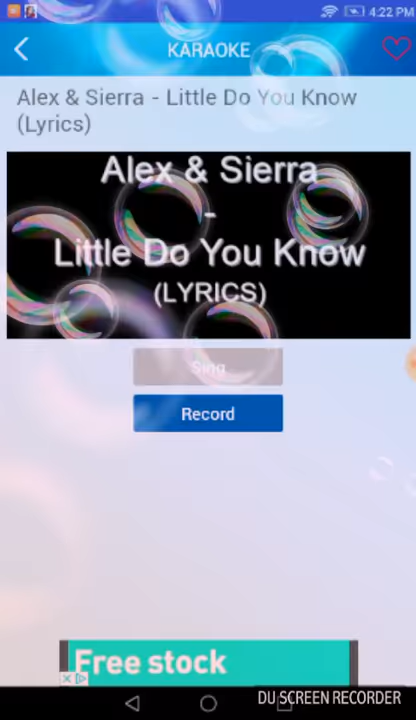 4:22 PM
KARAOKE
Alex & Sierra - Little Do You Know
(Lyrics)
Alex & Sierra
-
Little Do You Know
(LYRICS)
Sing
Record
Free stock
DU SCREEN RECORDER